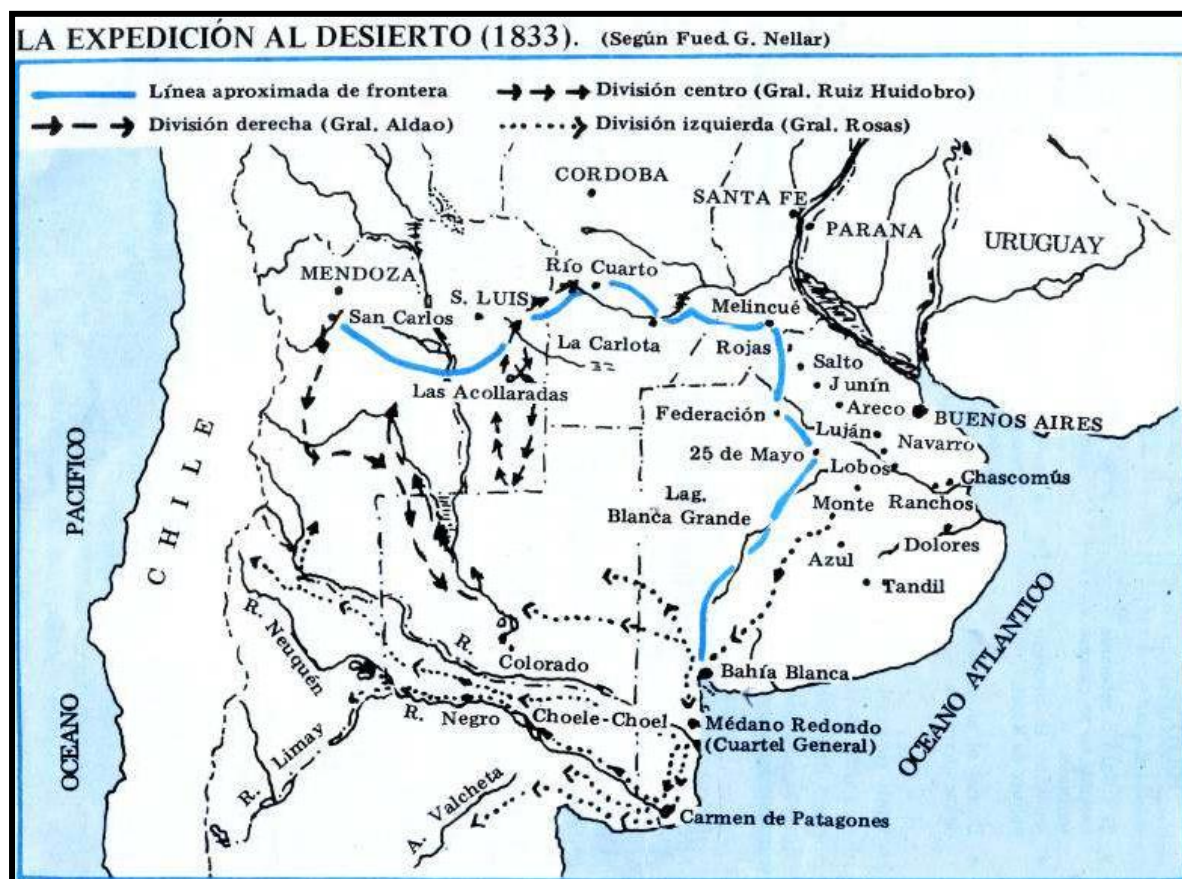 LA EXPEDICIÓN AL DESIERTO (1833). (Según Fued. G. Nellar)
Línea aproximada de frontera
División centro (Gral. Ruiz Huidobro)
División derecha (Gral. Aldao)
División izquierda (Gral. Rosas)
CORDOBA
SANTA FE
PARANA
URUGUAY
MENDOZA
Río Cuarto
S. LUIS
San Carlos
Melincué
La Carlota
Rojas
Salto
Junín
Las Acollaradas
Areco
BUENOS AIRES
Federación
Luján
Navarro
25 de Mayo
Lobos
Chascomús
Lag.
Blanca Grande
Monte
Ranchos
Dolores
Azul
Tandil
PACIFICO
OCEANO
CHILE
R. Neuquén
R.
Colorado
Bahía Blanca
R. Negro
Choele-Choel
Médano Redondo
(Cuartel General)
R. Limay
A. Valcheta
Carmen de Patagones
OCEANO ATLANTICO